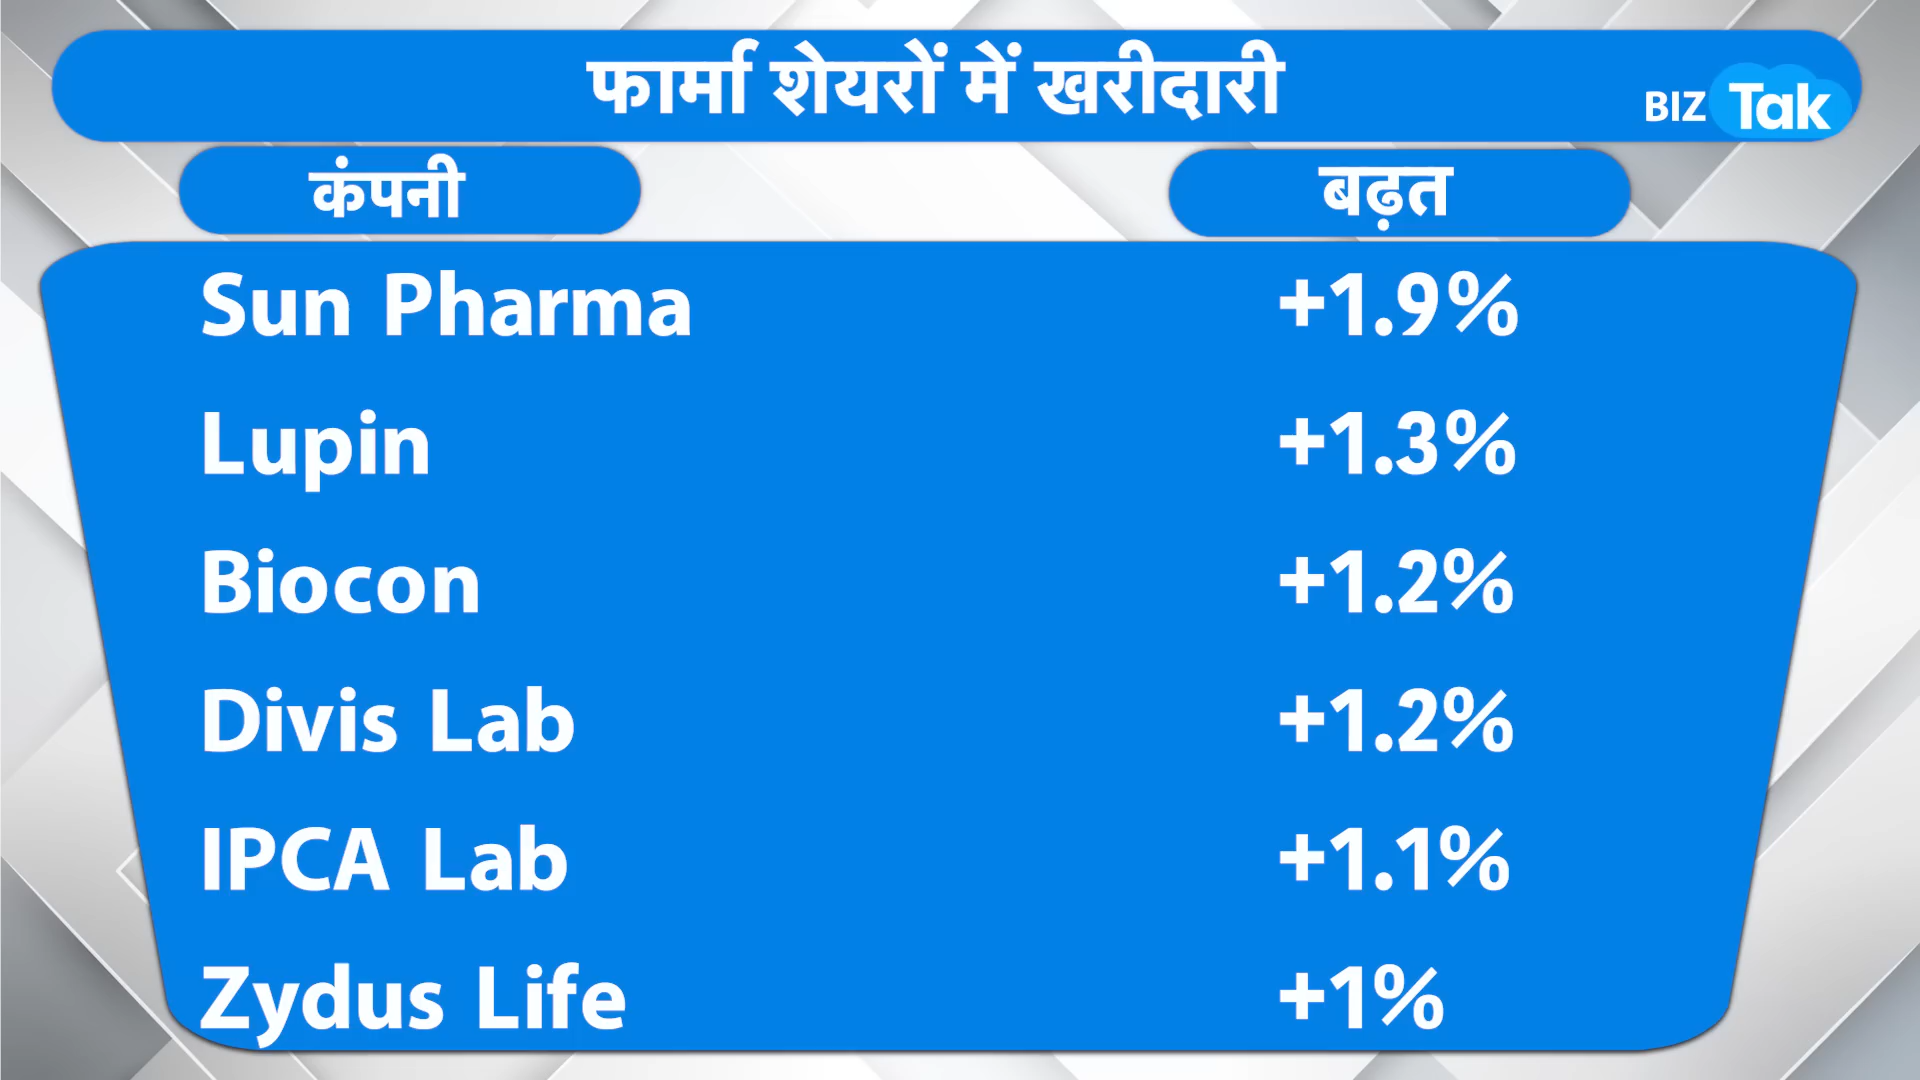 फार्मा शेयरों में खरीदारी
BIZ Tak
कंपनी बढ़त
Sun Pharma +1.9%
Lupin +1.3%
Biocon +1.2%
Divis Lab +1.2%
IPCA Lab +1.1%
Zydus Life +1%